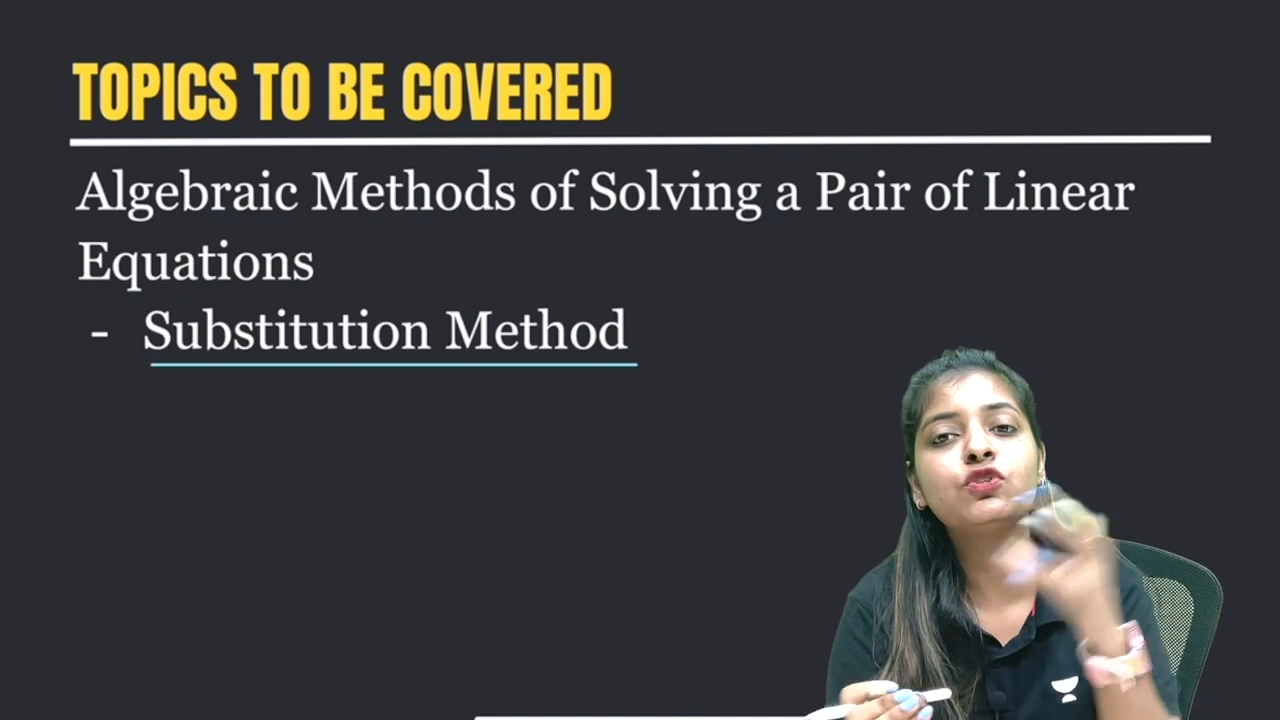 TOPICS TO BE COVERED
Algebraic Methods of Solving a Pair of Linear
Equations
- Substitution Method